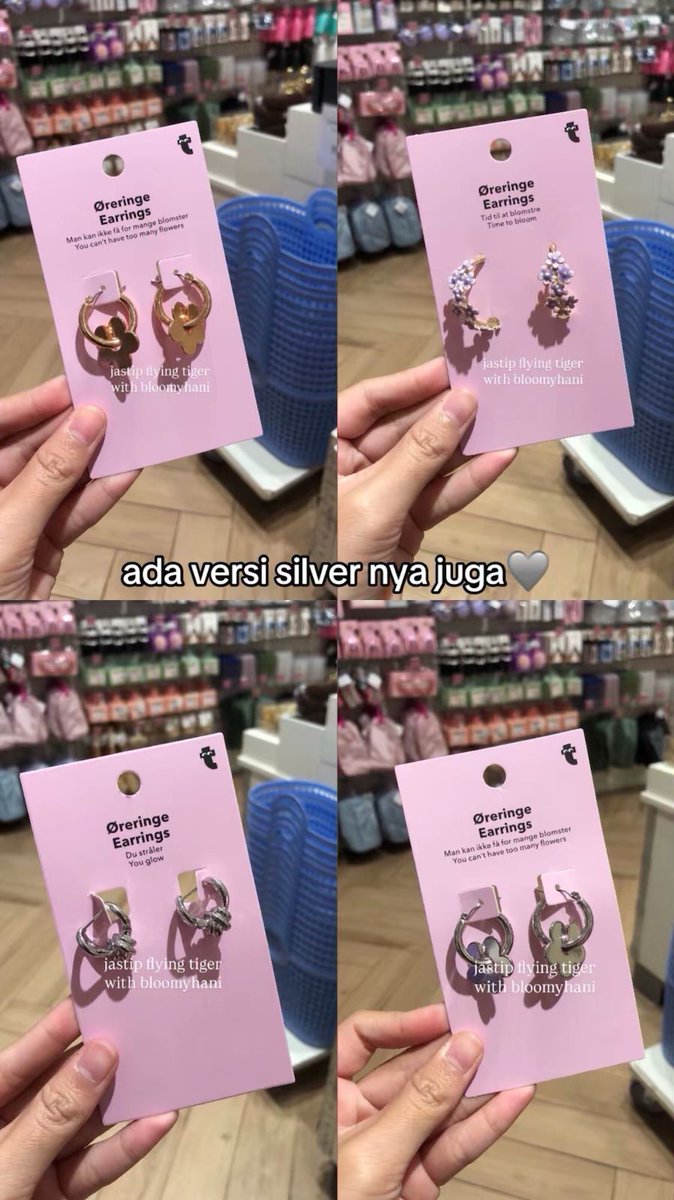 Øreringe
Earrings
Man kan ikke få for mange blomster
You can't have too many flowers
jastip flying tiger
with bloomyhani
Øreringe
Earrings
Tid til at blomstre
Time to bloom
jastip flying tiger
with bloomyhani
ada versi silver nya juga🩶
Øreringe
Earrings
Du stråler
You glow
jastip flying tiger
with bloomyhani
Øreringe
Earrings
Man kan ikke få for mange blomster
You can't have too many flowers
jastip flying tiger
with bloomyhani